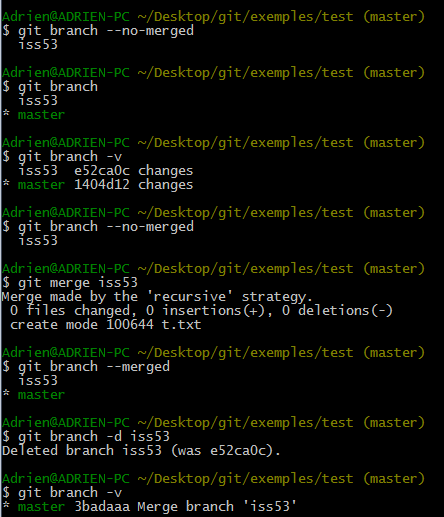 Adrien@ADRIEN-PC ~/Desktop/git/exemples/test (master)
$ git branch --no-merged
  iss53
Adrien@ADRIEN-PC ~/Desktop/git/exemples/test (master)
$ git branch
  iss53
* master
Adrien@ADRIEN-PC ~/Desktop/git/exemples/test (master)
$ git branch -v
  iss53  e52ca0c changes
* master 1404d12 changes
Adrien@ADRIEN-PC ~/Desktop/git/exemples/test (master)
$ git branch --no-merged
  iss53
Adrien@ADRIEN-PC ~/Desktop/git/exemples/test (master)
$ git merge iss53
Merge made by the 'recursive' strategy.
 0 files changed, 0 insertions(+), 0 deletions(-)
 create mode 100644 t.txt
Adrien@ADRIEN-PC ~/Desktop/git/exemples/test (master)
$ git branch --merged
  iss53
* master
Adrien@ADRIEN-PC ~/Desktop/git/exemples/test (master)
$ git branch -d iss53
Deleted branch iss53 (was e52ca0c).
Adrien@ADRIEN-PC ~/Desktop/git/exemples/test (master)
$ git branch -v
* master 3badaaa Merge branch 'iss53'